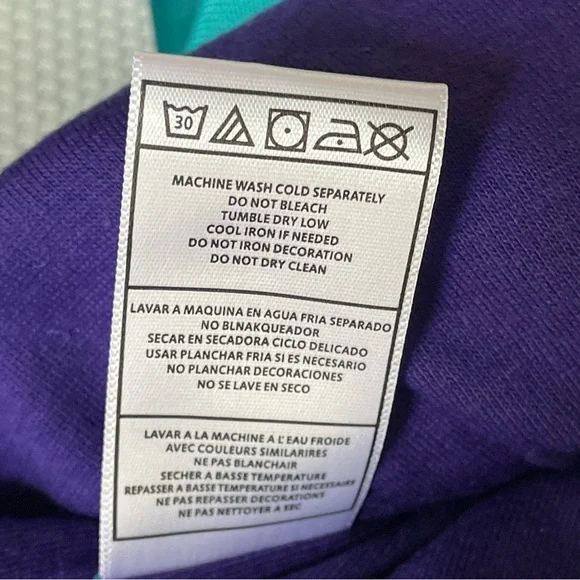 30
MACHINE WASH COLD SEPARATELY
DO NOT BLEACH
TUMBLE DRY LOW
COOL IRON IF NEEDED
DO NOT IRON DECORATION
DO NOT DRY CLEAN
LAVAR A MAQUINA EN AGUA FRIA SEPARADO
NO BLNAKQUEADOR
SECAR EN SECADORA CICLO DELICADO
USAR PLANCHAR FRIA SI ES NECESARIO
NO PLANCHAR DECORACIONES
NO SE LAVE EN SECO
LAVAR A LA MACHINE A L'EAU FROIDE
AVEC COULEURS SIMILARIRES
NE PAS BLANCHAIR
SECHER A BASSE TEMPERATURE
REPASSER A BASSE TEMPERATURE SI NECESSAIRE
NE PAS REPASSER DECORATIONS
NE PAS NETTOYER A